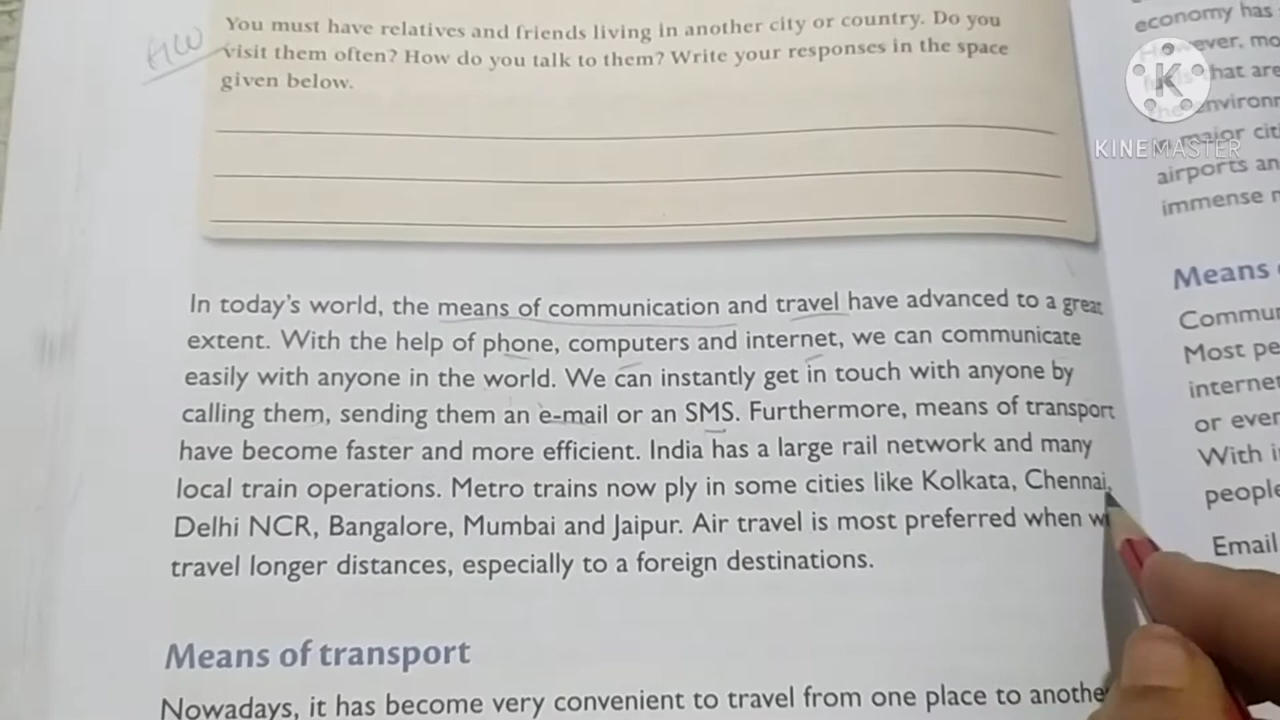 You must have relatives and friends living in another city or country. Do you
HW
visit them often? How do you talk to them? Write your responses in the space
given below.
In today's world, the means of communication and travel have advanced to a great
extent. With the help of phone, computers and internet, we can communicate
easily with anyone in the world. We can instantly get in touch with anyone by
calling them, sending them an e-mail or an SMS. Furthermore, means of transport
have become faster and more efficient. India has a large rail network and many
local train operations. Metro trains now ply in some cities like Kolkata, Chennai,
Delhi NCR, Bangalore, Mumbai and Jaipur. Air travel is most preferred when
travel longer distances, especially to a foreign destinations.
Means of transport
Nowadays, it has become very convenient to travel from one place to
economy has
that are
major
airports
immense
Means
Most
or
With
Email
K
KINEMASTER